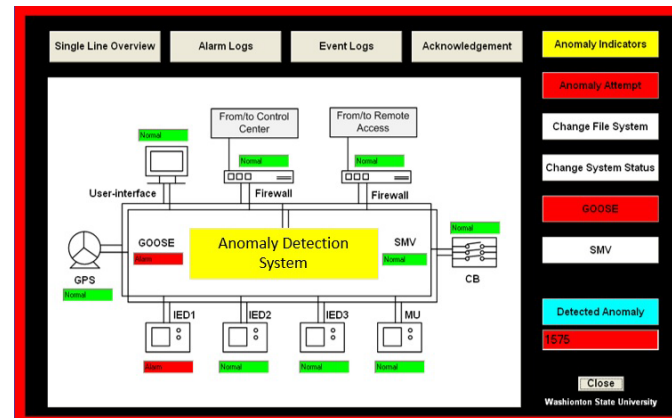 Single Line Overview
Alarm Logs
Event Logs
Acknowledgement
Anomaly Indicators
Anomaly Attempt
Change File System
Change System Status
GOOSE
SMV
Detected Anomaly
1575
Close
Washionton State University
From/to Control
Center
From/to Remote
Access
Normal
Normal
Normal
User-interface
Firewall
Firewall
Normal
GOOSE
Alarm
Anomaly Detection
System
SMV
Normal
CB
GPS
Normal
IED1
IED2
IED3
MU
Alarm
Normal
Normal
Normal